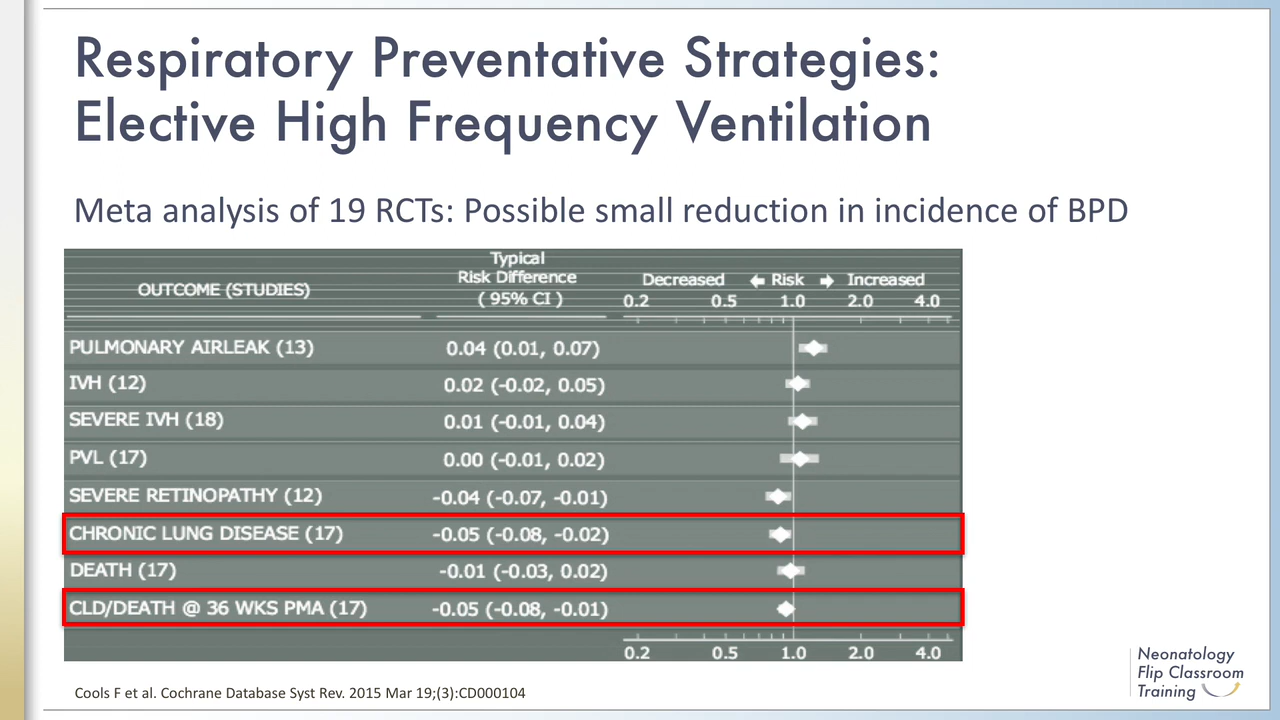 Respiratory Preventative Strategies:
Elective High Frequency Ventilation
Meta analysis of 19 RCTs: Possible small reduction in incidence of BPD
OUTCOME (STUDIES)
Typical
Risk Difference
( 95% CI )
Decreased ← Risk → Increased
0.2 0.5 1.0 2.0 4.0
PULMONARY AIRLEAK (13) 0.04 (0.01, 0.07)
IVH (12) 0.02 (-0.02, 0.05)
SEVERE IVH (18) 0.01 (-0.01, 0.04)
PVL (17) 0.00 (-0.01, 0.02)
SEVERE RETINOPATHY (12) -0.04 (-0.07, -0.01)
CHRONIC LUNG DISEASE (17) -0.05 (-0.08, -0.02)
DEATH (17) -0.01 (-0.03, 0.02)
CLD/DEATH @ 36 WKS PMA (17) -0.05 (-0.08, -0.01)
0.2 0.5 1.0 2.0 4.0
Cools F et al. Cochrane Database Syst Rev. 2015 Mar 19;(3):CD000104
Neonatology
Flip Classroom
Training